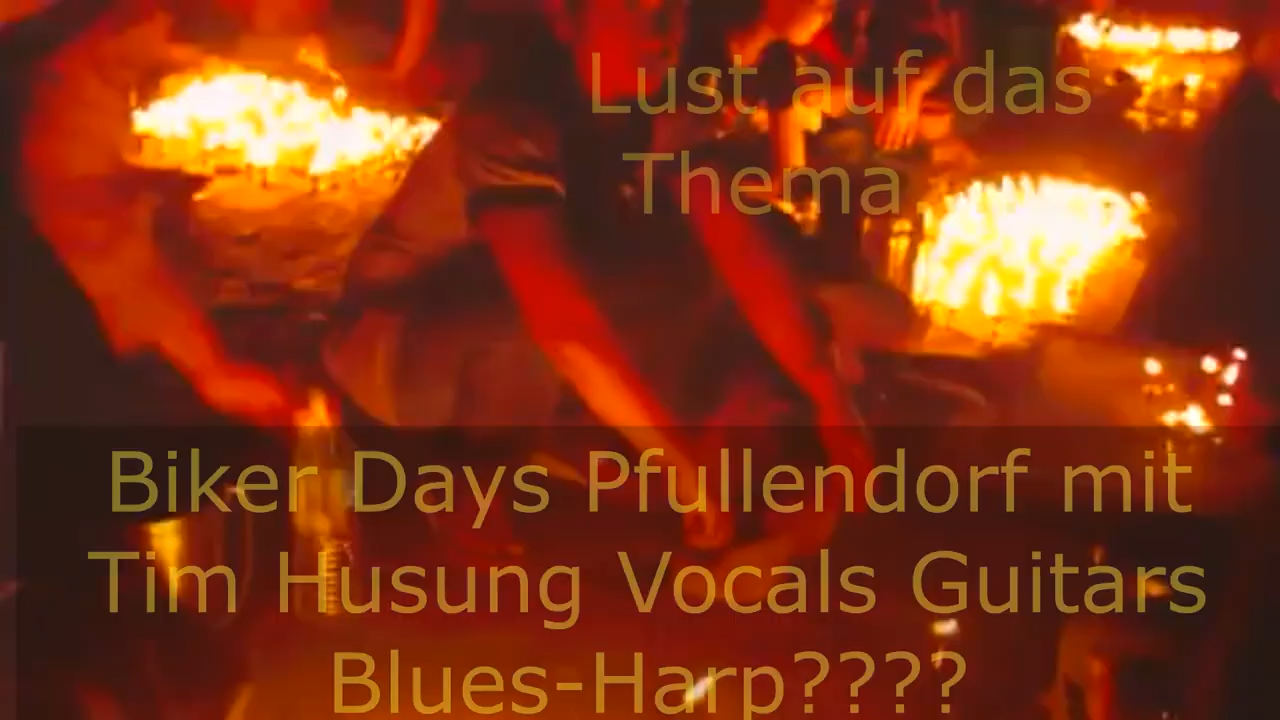 Lust auf das
Thema
Biker Days Pfullendorf mit
Tim Husung Vocals Guitars
Blues-Harp????